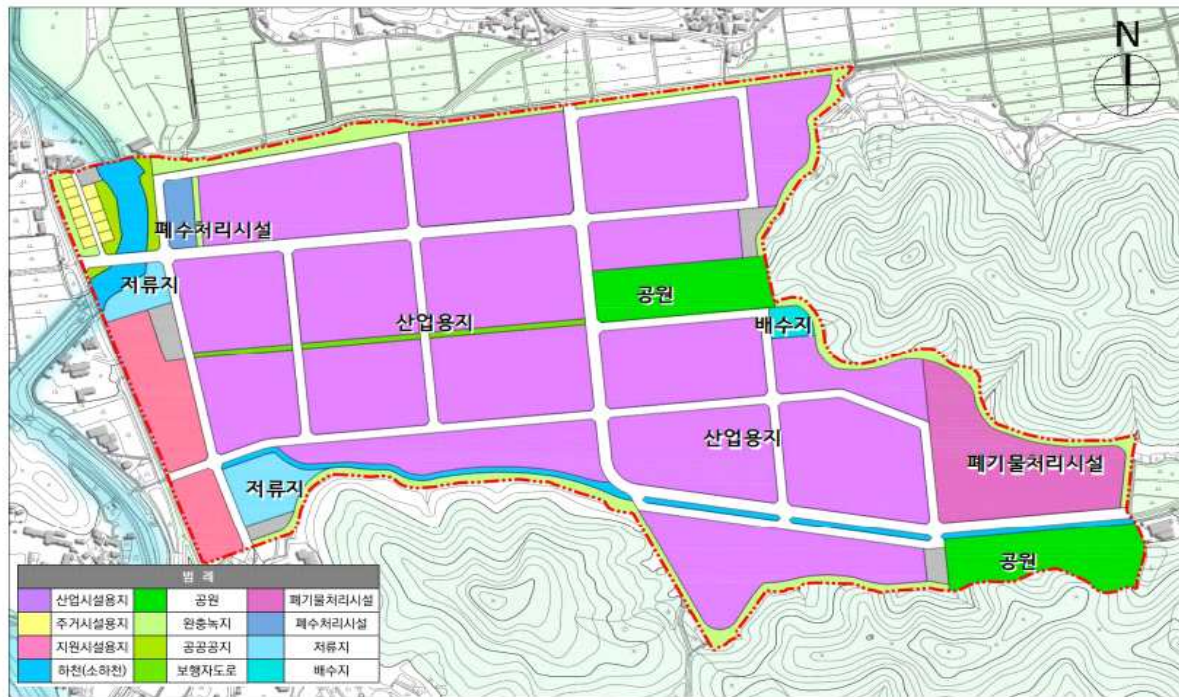 N
폐수처리시설
저류지
공원
산업용지
배수지
산업용지
폐기물처리시설
저류지
공원
범 례
산업시설용지 공원 폐기물처리시설
주거시설용지 완충녹지 폐수처리시설
지원시설용지 공공공지 저류지
하천(소하천) 보행자도로 배수지